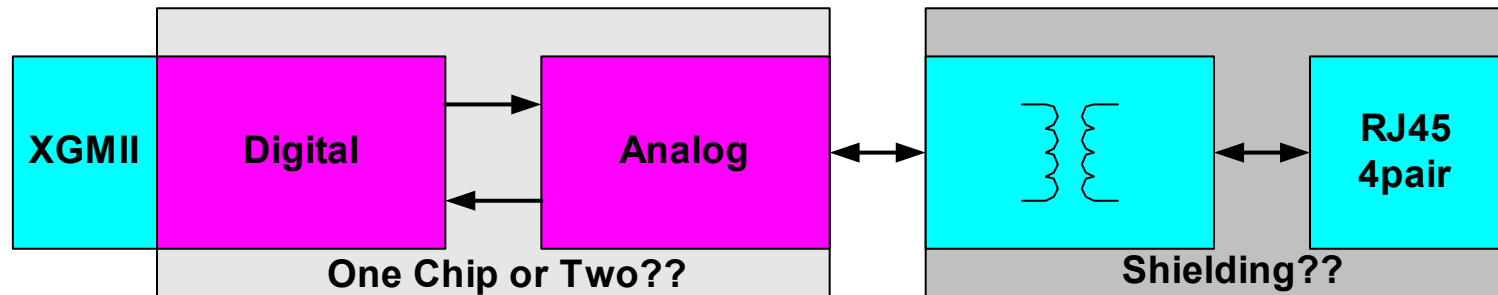 XGMII
Digital
Analog
RJ45
4pair
One Chip or Two??
Shielding??